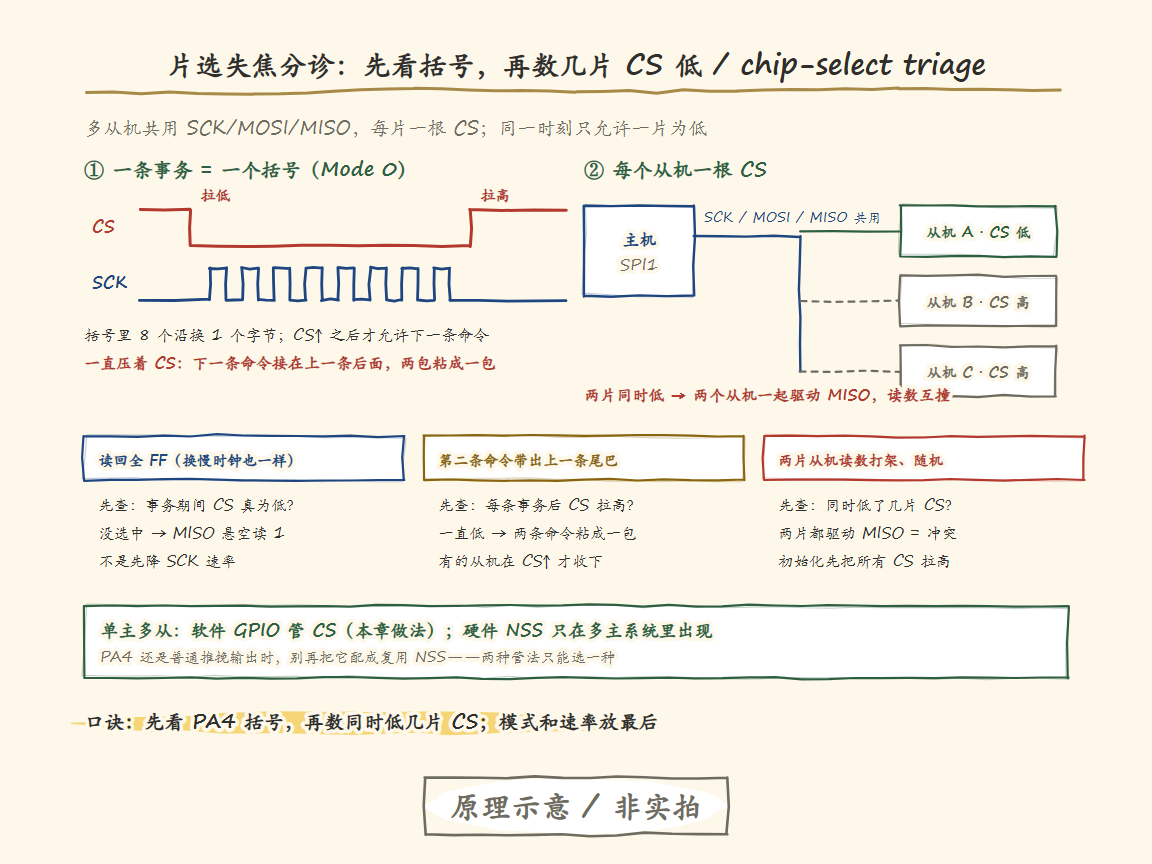 片选失焦分诊：先看括号，再数几片 CS 低 / chip-select triage
多从机共用 SCK/MOSI/MISO，每片一根 CS；同一时刻只允许一片为低
① 一条事务 = 一个括号（Mode 0）
拉低
拉高
CS
SCK
括号里 8 个沿换 1 个字节；CS↑ 之后才允许下一条命令
一直压着 CS：下一条命令接在上一条后面，两包粘成一包
② 每个从机一根 CS
主机
SPI1
SCK / MOSI / MISO 共用
从机 A · CS 低
从机 B · CS 高
从机 C · CS 高
两片同时低 → 两个从机一起驱动 MISO，读数互撞
读回全 FF（换慢时钟也一样）
先查：事务期间 CS 真为低？
没选中 → MISO 悬空读 1
不是先降 SCK 速率
第二条命令带出上一条尾巴
先查：每条事务后 CS 拉高？
一直低 → 两条命令粘成一包
有的从机在 CS↑ 才收下
两片从机读数打架、随机
先查：同时低了几片 CS？
两片都驱动 MISO = 冲突
初始化先把所有 CS 拉高
单主多从：软件 GPIO 管 CS（本章做法）；硬件 NSS 只在多主系统里出现
PA4 还是普通推挽输出时，别再把它配成复用 NSS——两种管法只能选一种
口诀：先看 PA4 括号，再数同时低几片 CS；模式和速率放最后
原理示意 / 非实拍